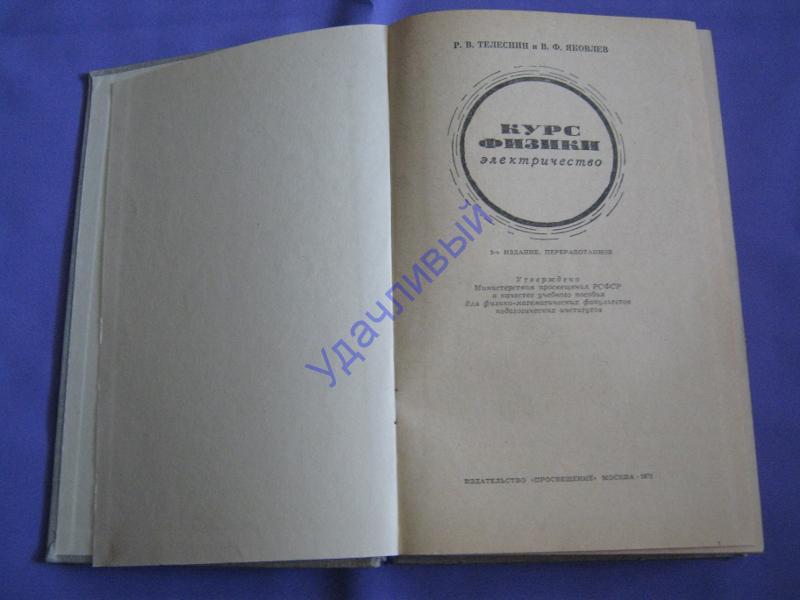 Р. В. ТЕЛЕСНИН и В. Ф. ЯКОВЛЕВ
КУРС
ФИЗИКИ
электричество
ИЗДАНИЕ, ПЕРЕРАБОТАННОЕ
Утверждено
Министерством просвещения РСФСР
в качестве учебного пособия
для физико-математических факультетов
педагогических институтов
ИЗДАТЕЛЬСТВО «ПРОСВЕЩЕНИЕ» МОСКВА
Удачливый